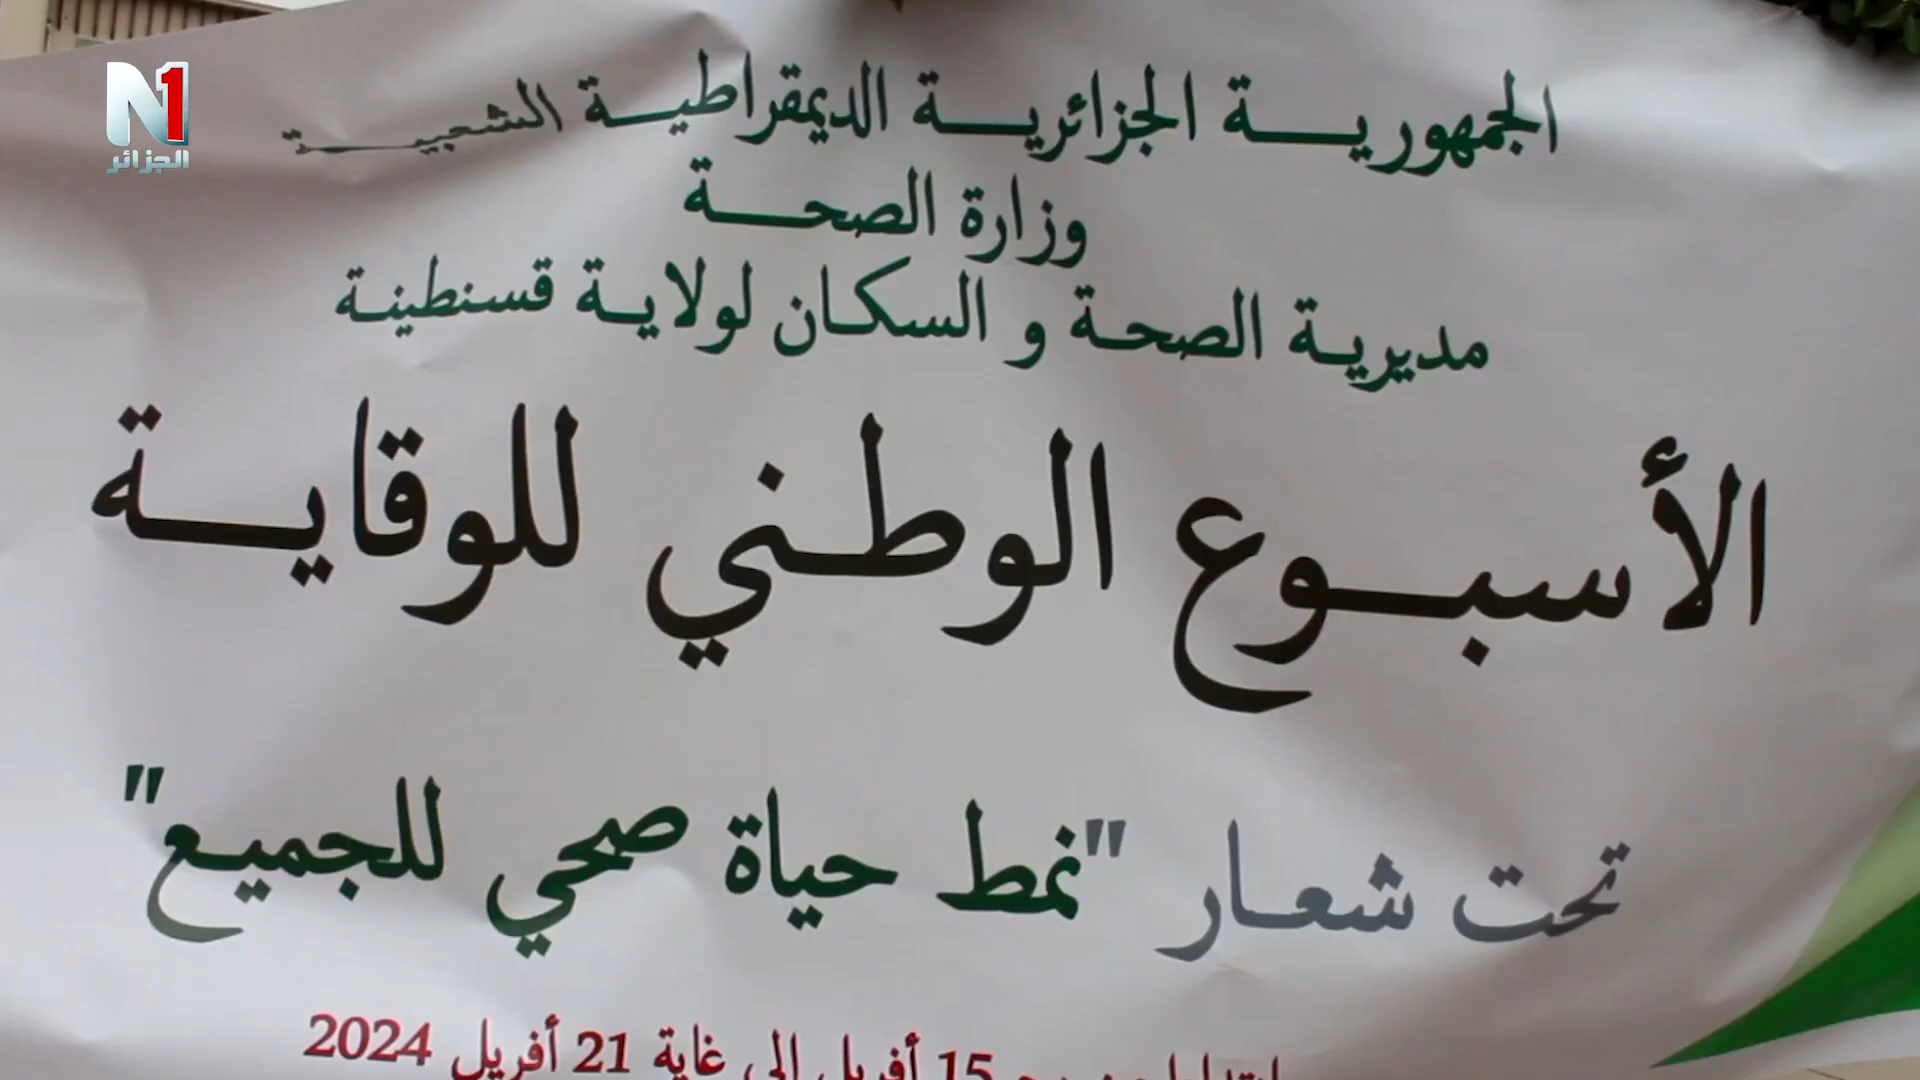 N1
الجزائر
الجمهورية الجزائرية الديمقراطية الشعبية
وزارة الصحة
مديرية الصحة و السكان لولاية قسنطينة
الأسبوع الوطني للوقاية
تحت شعار "نمط حياة صحي للجميع"
15 أفريل إلى غاية 21 أفريل 2024